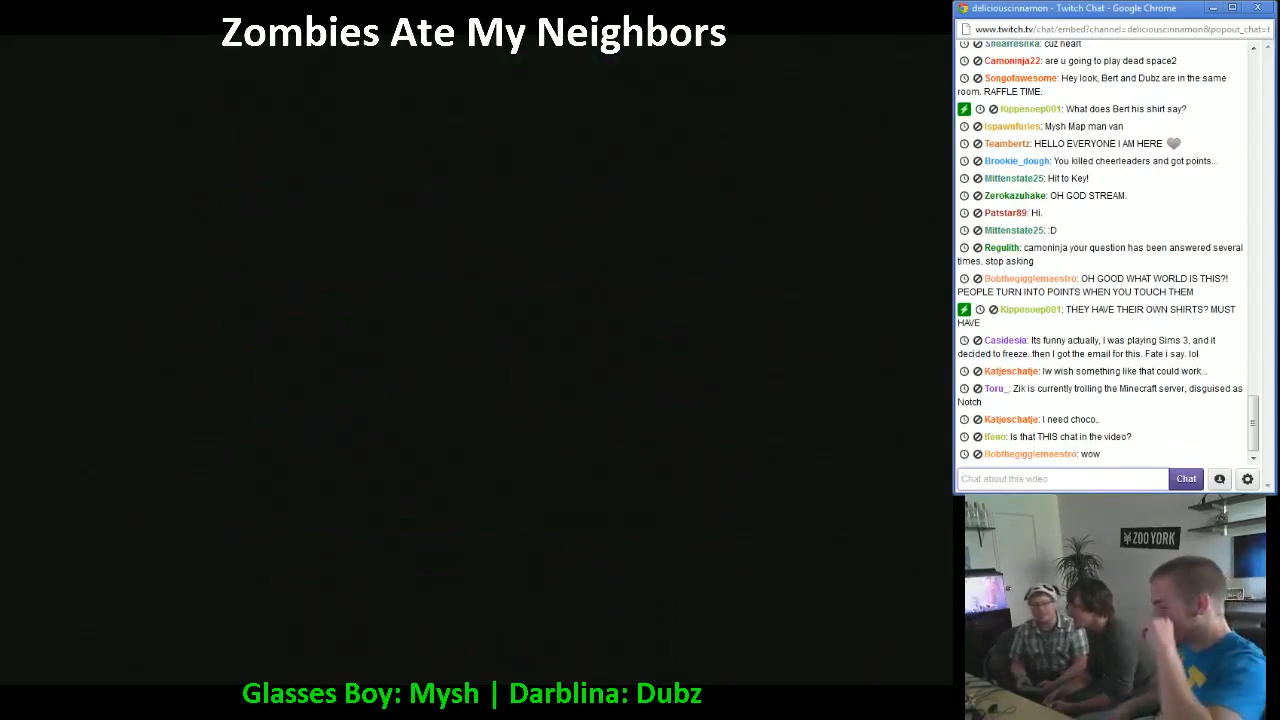 Zombies Ate My Neighbors
deliciouscinnamon - Twitch Chat - Google Chrome
www.twitch.tv/chat/embed?channel=deliciouscinnamon&popout_chat=t
Shealreshka: cuz heart
Camoninja22: are u going to play dead space2
Songofawesome: Hey look, Bert and Dubz are in the
same room. RAFFLE TIME.
Kippesoep001: What does Bert his shirt say?
Ispawnfuries: Mysh Map man van
Teambertz: HELLO EVERYONE I AM HERE
Brookie_dough: You killed cheerleaders and got points...
Mittenstate25: Hit to Key!
Zerokazuhake: OH GOD STREAM.
Patstar89: Hi.
Mittenstate25: :D
Regulith: camoninja your question has been answered several
times, stop asking
Bobthegigglemaestro: OH GOOD WHAT WORLD IS THIS?!
PEOPLE TURN INTO POINTS WHEN YOU TOUCH THEM
Kippesoep001: THEY HAVE THEIR OWN SHIRTS? MUST
HAVE
Casidesia: Its funny actually, I was playing Sims 3, and it
decided to freeze..then I got the email for this. Fate i say. lol
Katjeschatje: Iw wish something like that could work...
Toru_: Zik is currently trolling the Minecraft server, disguised as
Notch
Katjeschatje: I need choco..
Ifeno: Is that THIS chat in the video?
Bobthegigglemaestro: wow
Chat about this video
Chat
ZOO YORK
Glasses Boy: Mysh | Darblina: Dubz